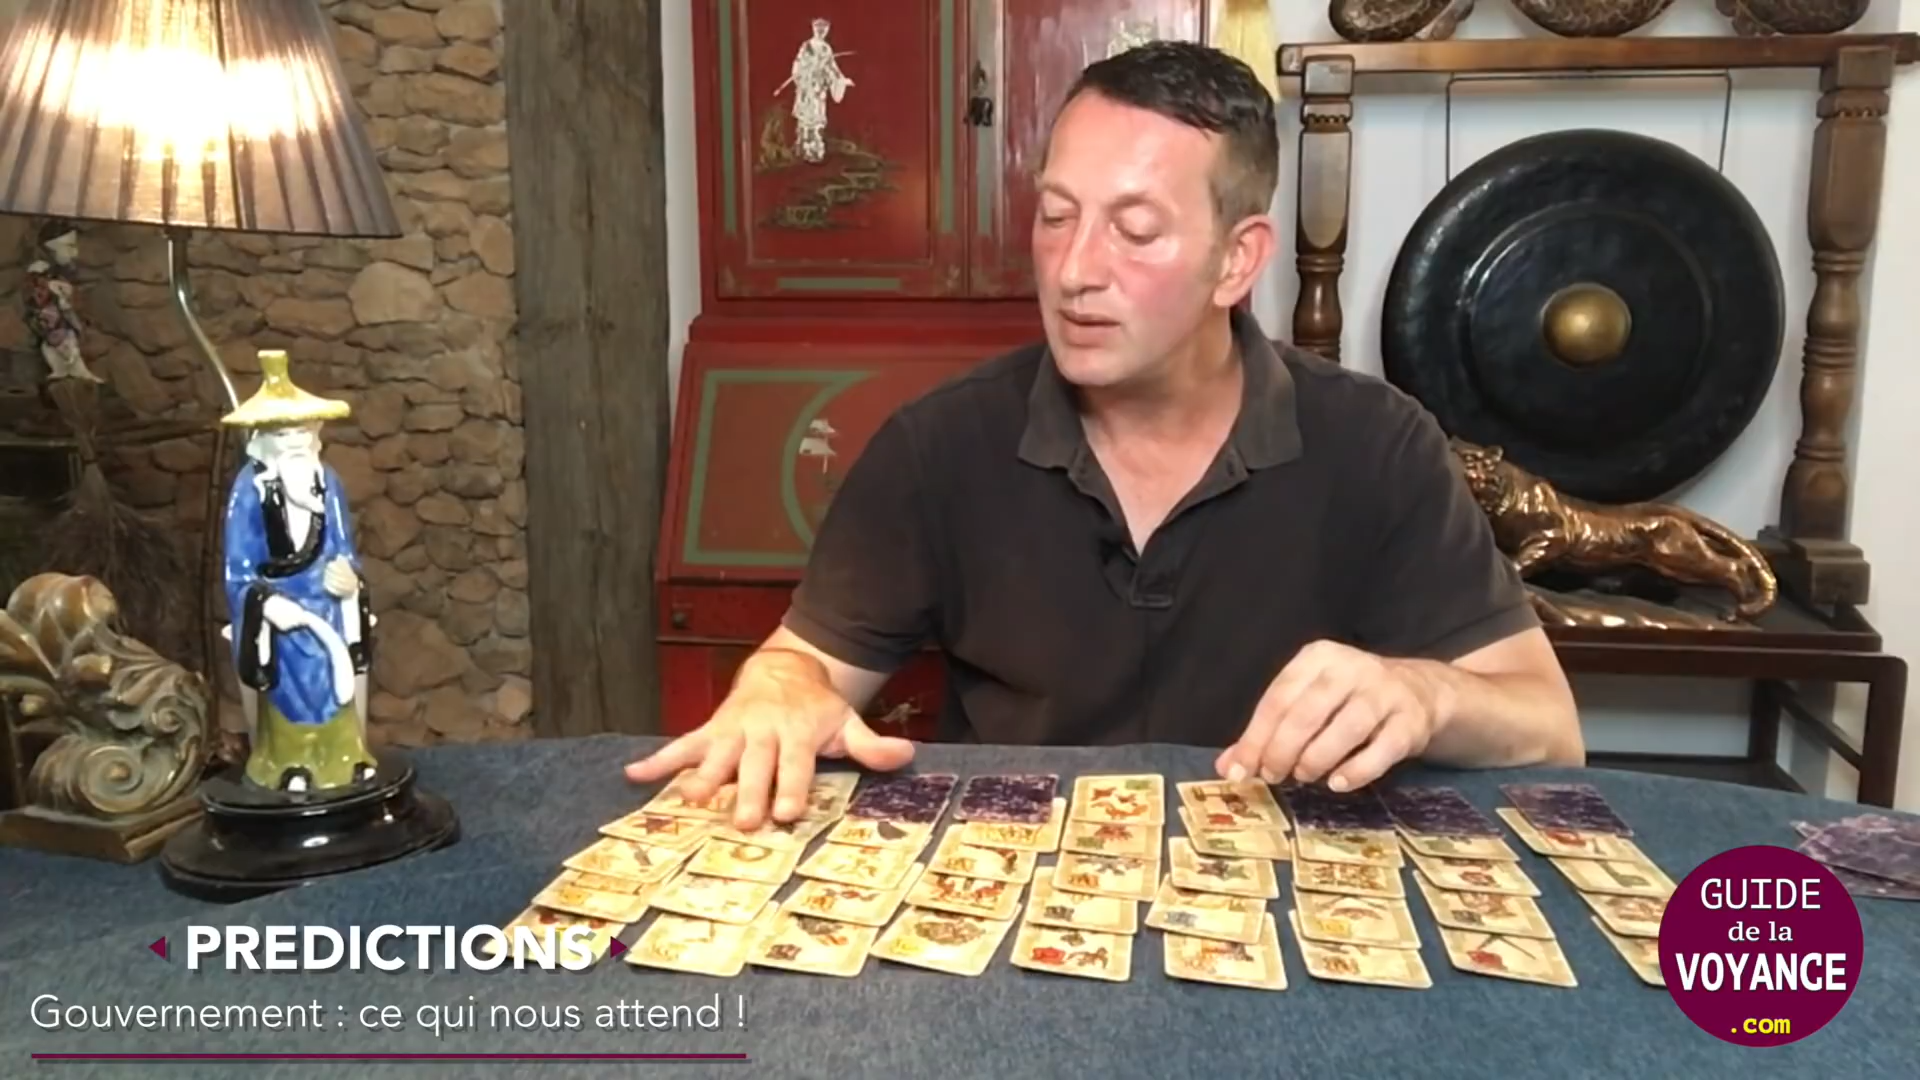 PREDICTIONS
Gouvernement : ce qui nous attend !
GUIDE
de la
VOYANCE
.com